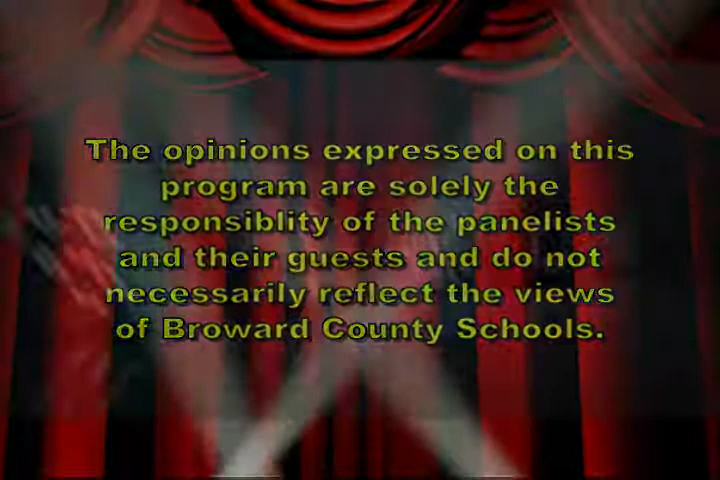 The opinions expressed on this
program are solely the
responsiblity of the panelists
and their guests and do not
necessarily reflect the views
of Broward County Schools.